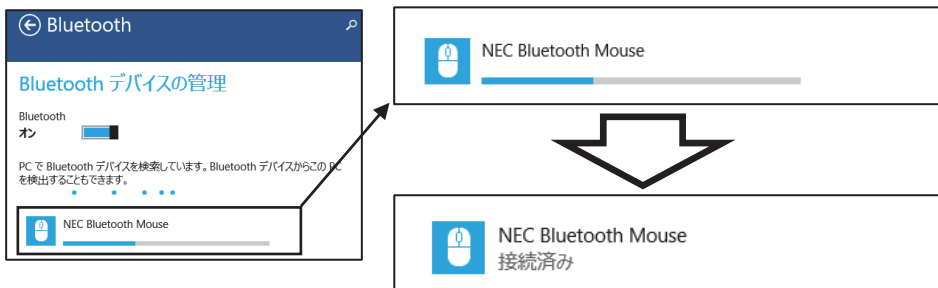 Bluetooth
Bluetooth デバイスの管理
Bluetooth
オン
PC で Bluetooth デバイスを検索しています。Bluetooth デバイスからこの PC
を検出することもできます。
NEC Bluetooth Mouse
NEC Bluetooth Mouse
NEC Bluetooth Mouse
接続済み